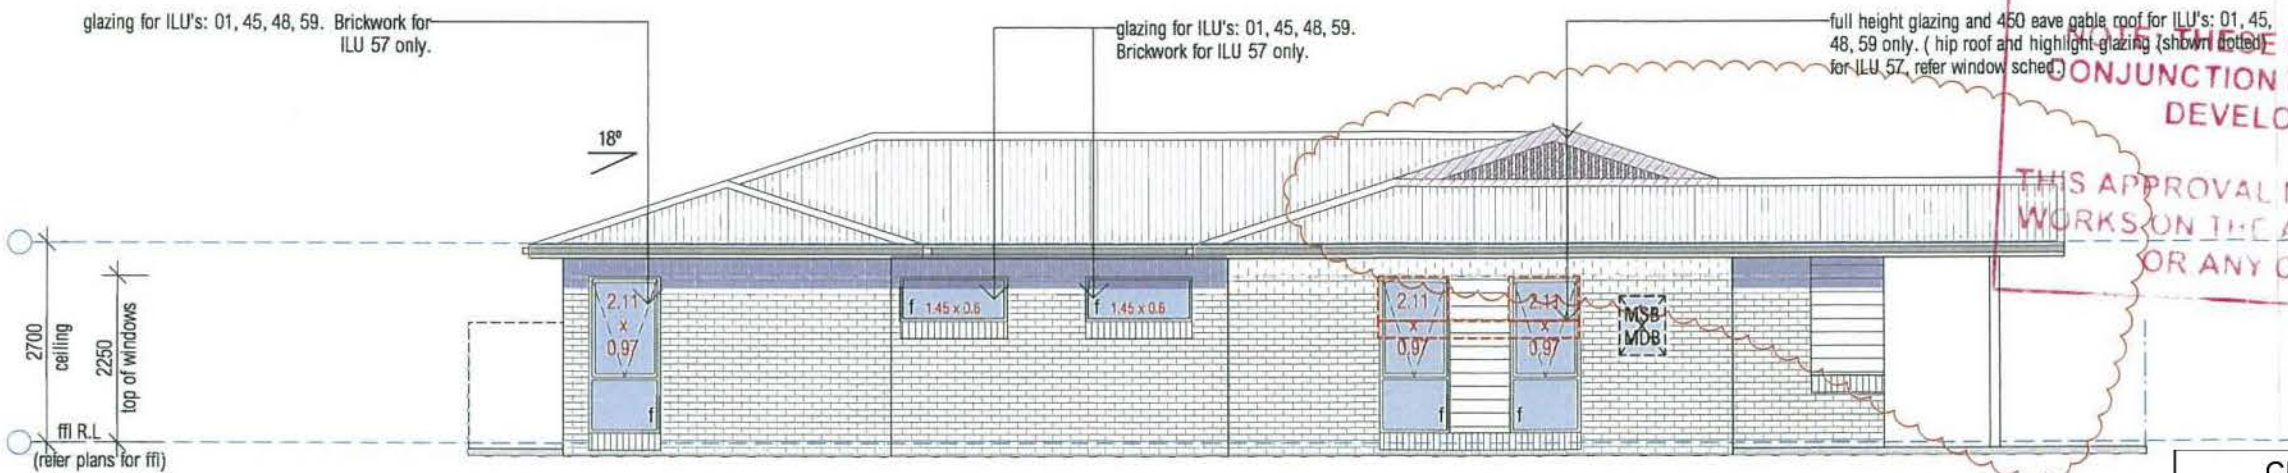 glazing for ILU's: 01, 45, 48, 59. Brickwork for
ILU 57 only.
glazing for ILU's: 01, 45, 48, 59.
Brickwork for ILU 57 only.
full height glazing and 450 eave gable roof for ILU's: 01, 45,
48, 59 only. ( hip roof and highlight glazing (shown dotted)
for ILU 57, refer window sched.)
NOTE: THESE
CONJUNCTION
DEVELO
THIS APPROVAL
WORKS ON THE A
OR ANY
18º
2700
ceiling
2250
top of windows
ffl R.L
(refer plans for ffl)
2.11
x
0.97
f
f 1.45 x 0.6
f 1.45 x 0.6
2.11
x
0.97
f
2.11
x
0.97
f
MSB
MDB